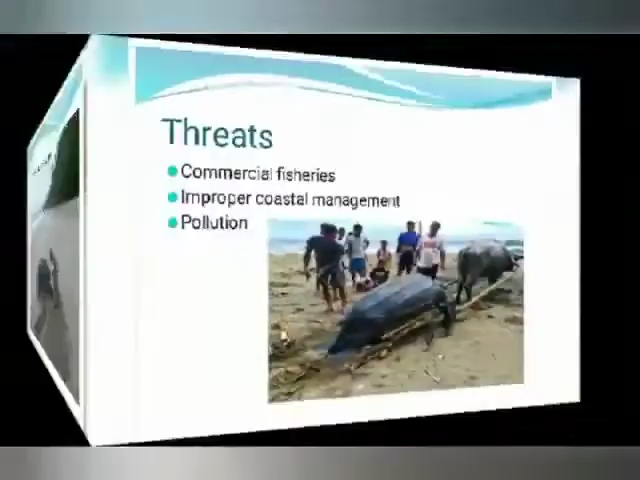 Threats
Commercial fisheries
Improper coastal management
Pollution